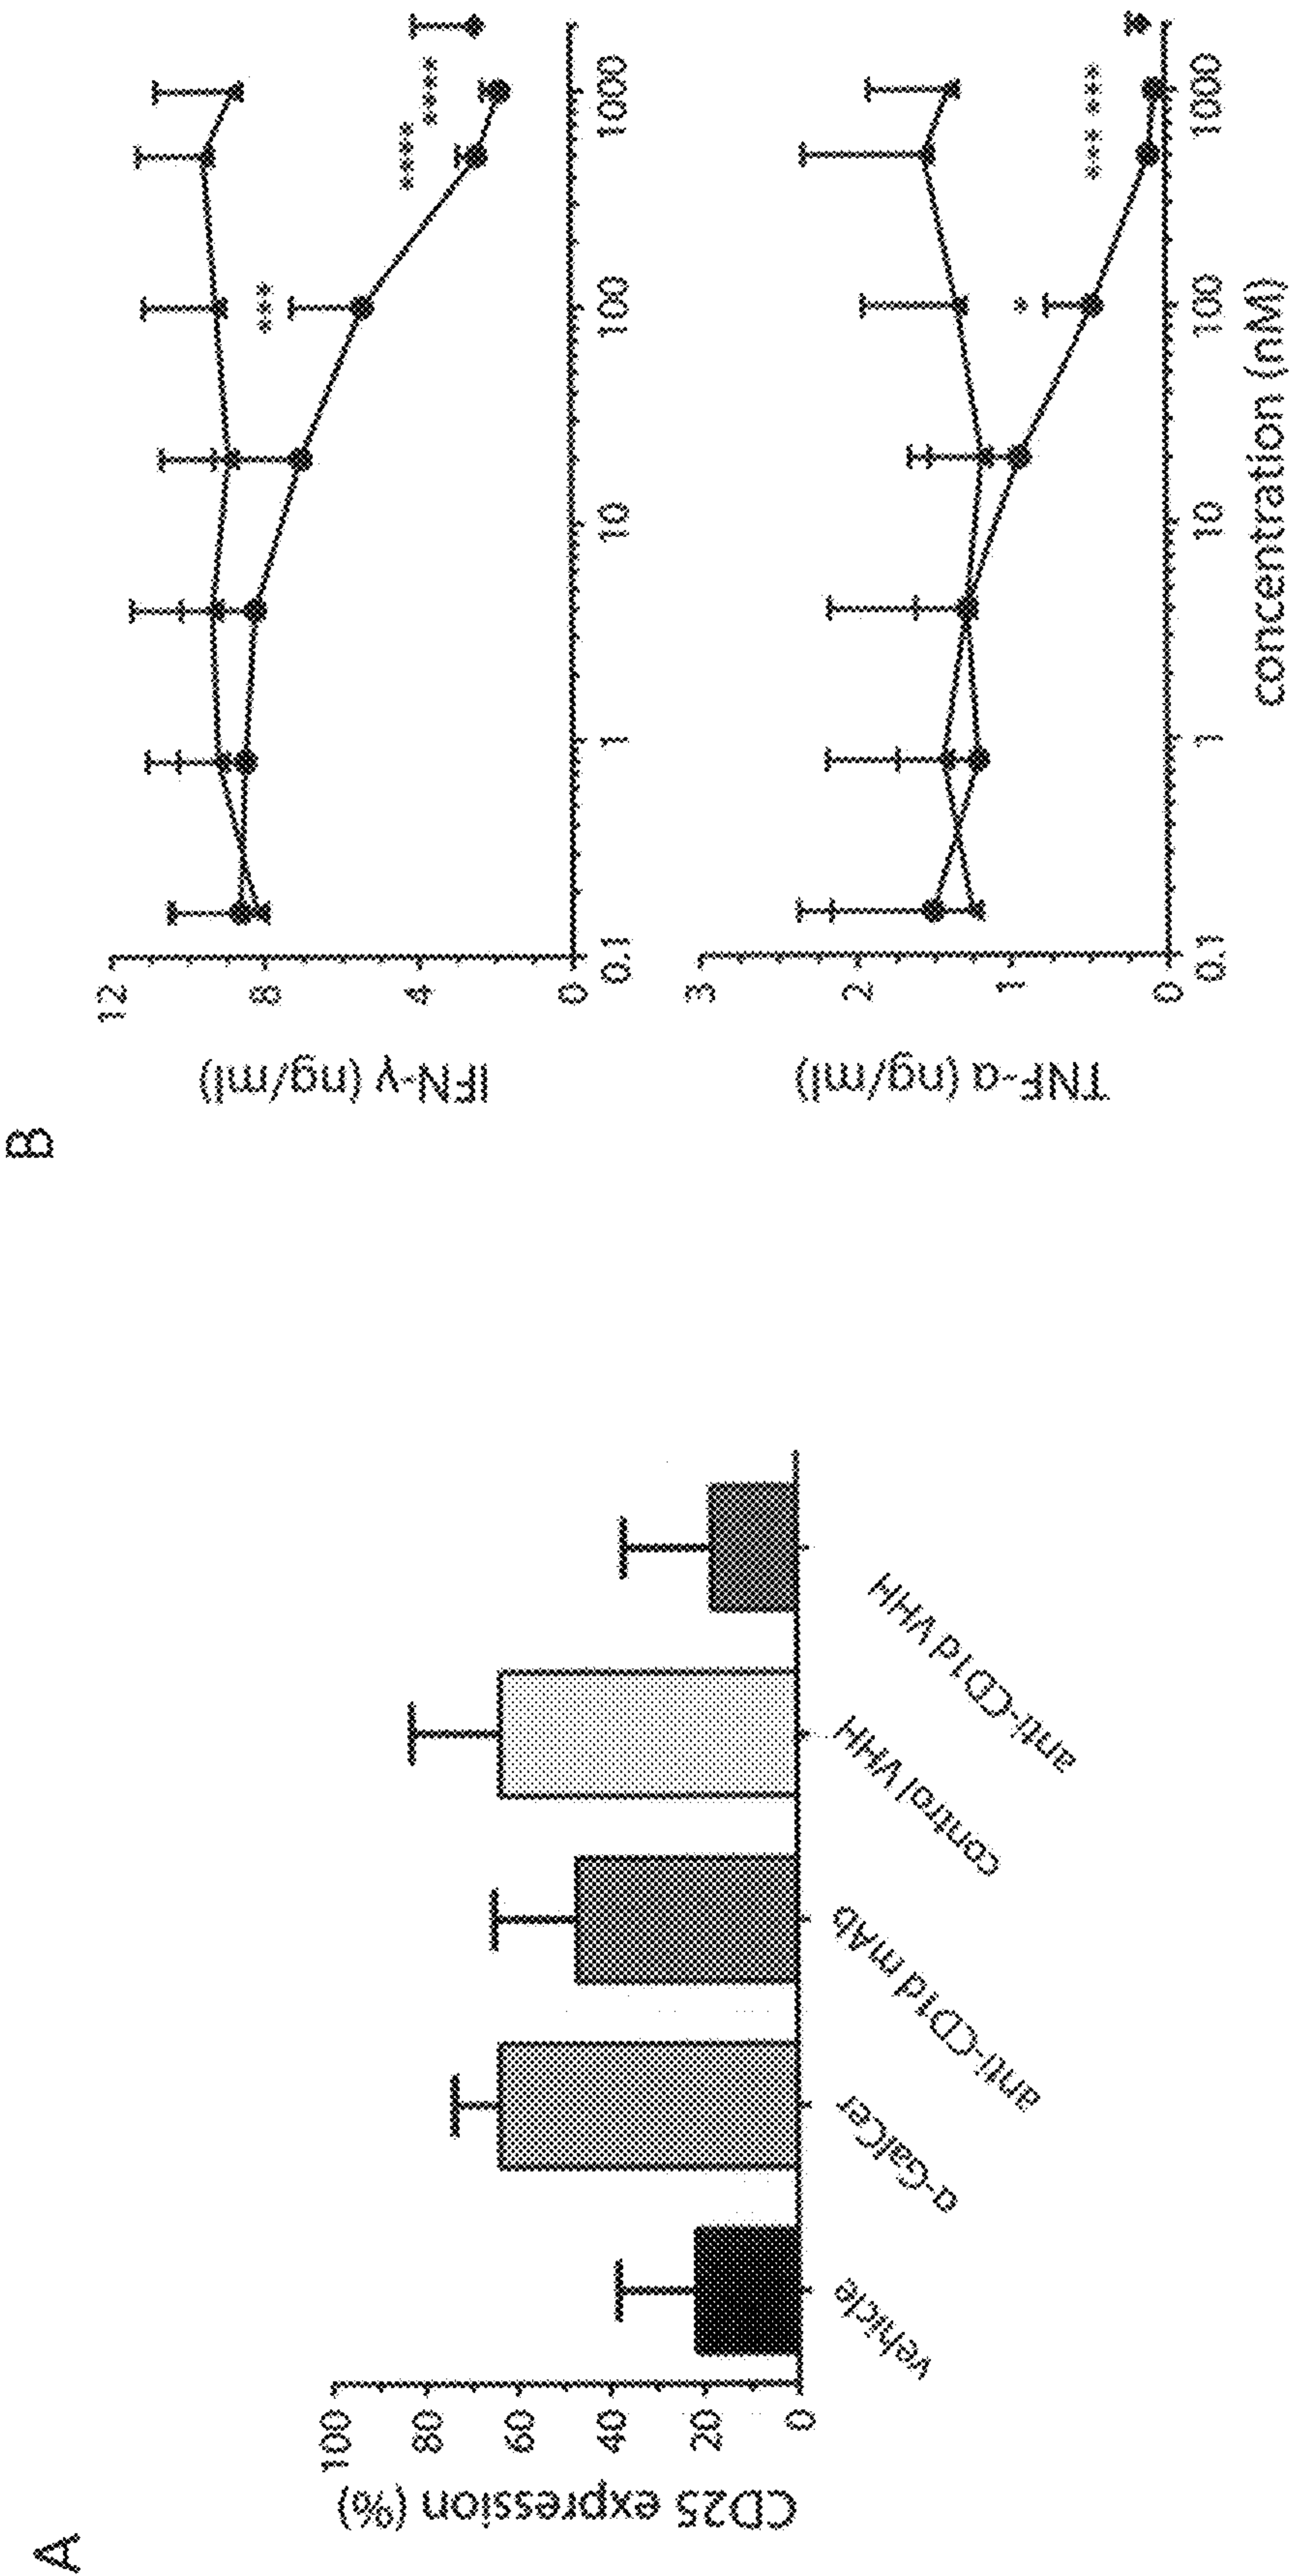 A
CD25 expression (%)
100
80
60
40
20
0
vehicle
α-GalCer
anti-CD1d mAb
control VHH
anti-CD1d VHH
B
IFN-γ (ng/ml)
12
8
4
0
***
****
****
0.1
1
10
100
1000
TNF-α (ng/ml)
3
2
1
0
*
*** ***
0.1
1
10
100
1000
concentration (nM)